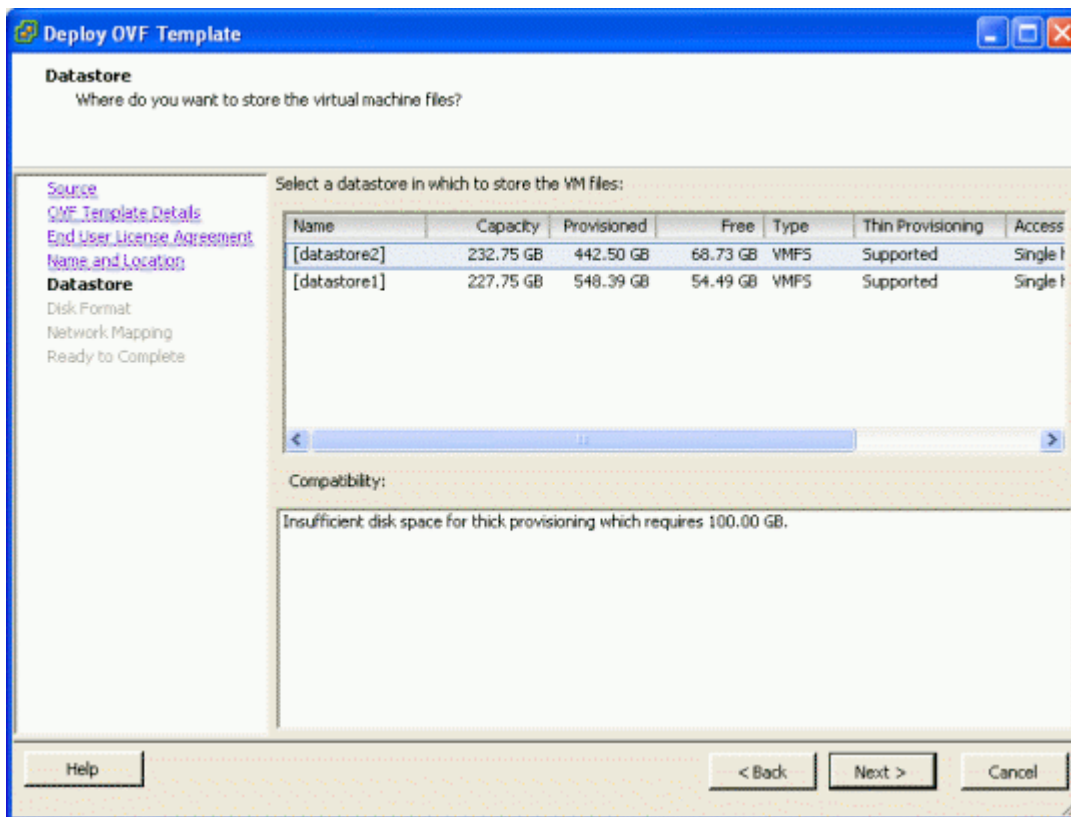 Deploy OVF Template
Datastore
Where do you want to store the virtual machine files?
Source
OVF Template Details
End User License Agreement
Name and Location
Datastore
Disk Format
Network Mapping
Ready to Complete
Select a datastore in which to store the VM files:
Name Capacity Provisioned Free Type Thin Provisioning Access
[datastore2] 232.75 GB 442.50 GB 68.73 GB VMFS Supported Single h
[datastore1] 227.75 GB 548.39 GB 54.49 GB VMFS Supported Single h
Compatibility:
Insufficient disk space for thick provisioning which requires 100.00 GB.
Help < Back Next > Cancel